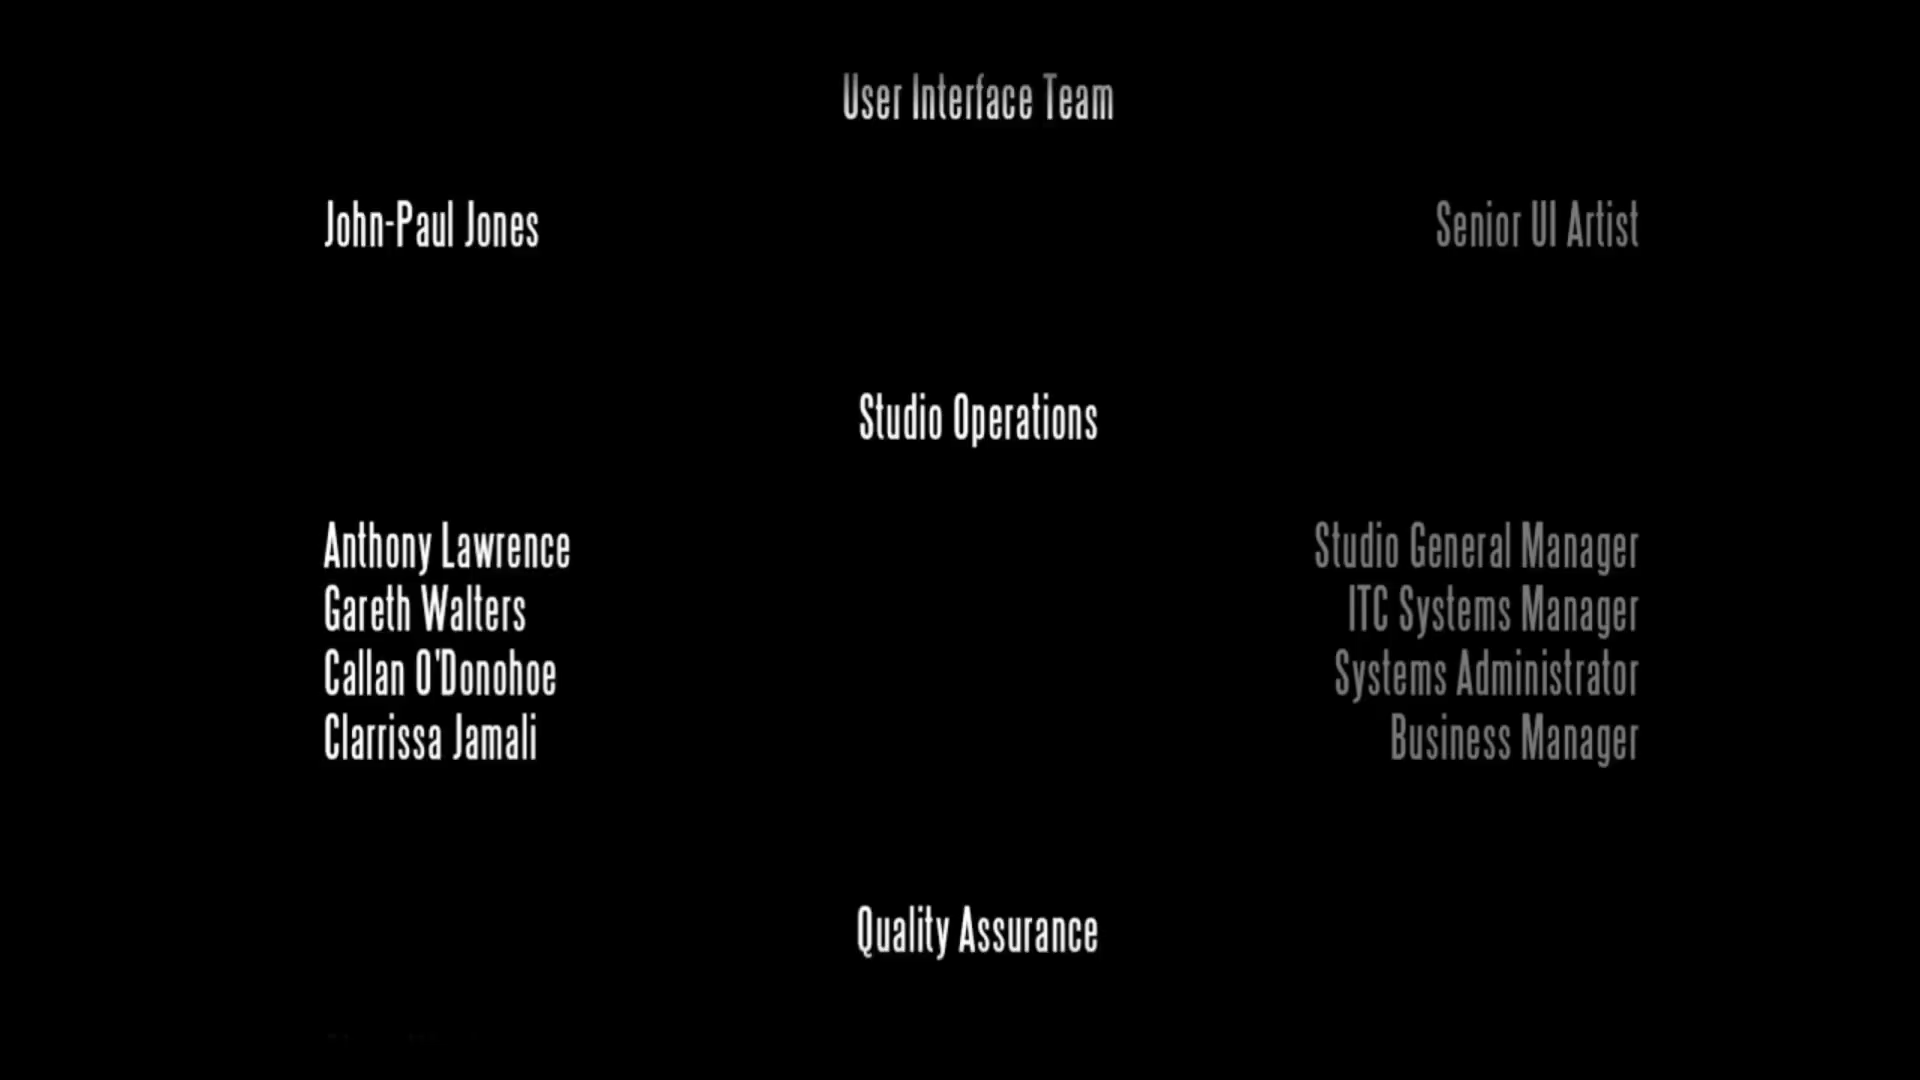 User Interface Team
John-Paul Jones Senior UI Artist
Studio Operations
Anthony Lawrence Studio General Manager
Gareth Walters ITC Systems Manager
Callan O'Donohoe Systems Administrator
Clarrissa Jamali Business Manager
Quality Assurance